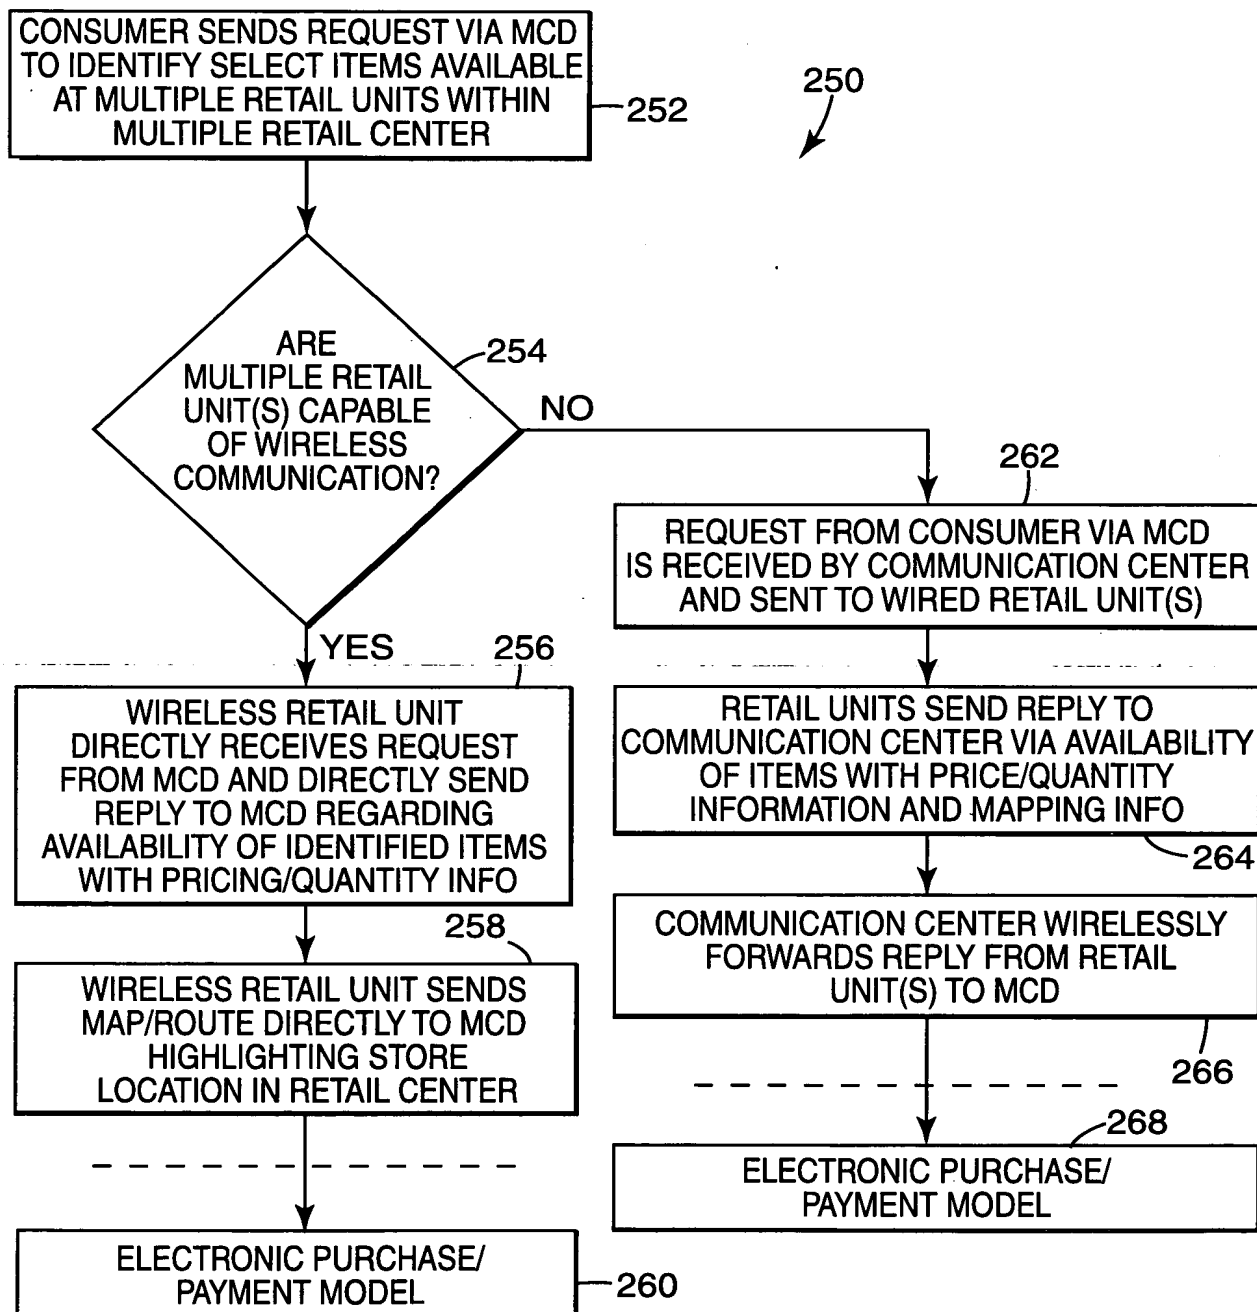 CONSUMER SENDS REQUEST VIA MCD
TO IDENTIFY SELECT ITEMS AVAILABLE
AT MULTIPLE RETAIL UNITS WITHIN
MULTIPLE RETAIL CENTER
252
250
ARE
MULTIPLE RETAIL
UNIT(S) CAPABLE
OF WIRELESS
COMMUNICATION?
254
NO
YES
256
WIRELESS RETAIL UNIT
DIRECTLY RECEIVES REQUEST
FROM MCD AND DIRECTLY SEND
REPLY TO MCD REGARDING
AVAILABILITY OF IDENTIFIED ITEMS
WITH PRICING/QUANTITY INFO
258
WIRELESS RETAIL UNIT SENDS
MAP/ROUTE DIRECTLY TO MCD
HIGHLIGHTING STORE
LOCATION IN RETAIL CENTER
ELECTRONIC PURCHASE/
PAYMENT MODEL
260
262
REQUEST FROM CONSUMER VIA MCD
IS RECEIVED BY COMMUNICATION CENTER
AND SENT TO WIRED RETAIL UNIT(S)
RETAIL UNITS SEND REPLY TO
COMMUNICATION CENTER VIA AVAILABILITY
OF ITEMS WITH PRICE/QUANTITY
INFORMATION AND MAPPING INFO
264
COMMUNICATION CENTER WIRELESSLY
FORWARDS REPLY FROM RETAIL
UNIT(S) TO MCD
266
268
ELECTRONIC PURCHASE/
PAYMENT MODEL